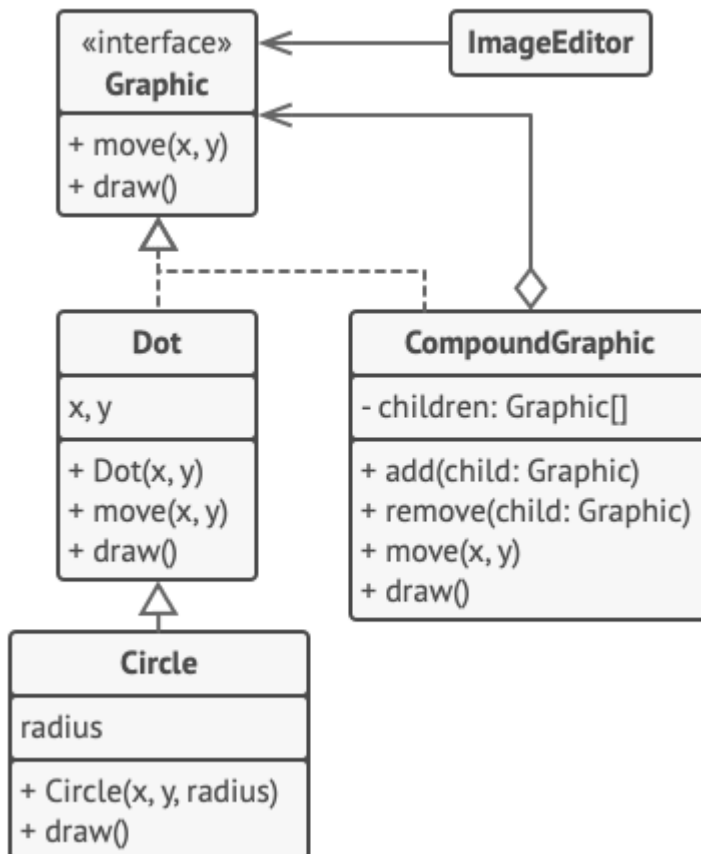 «interface»
Graphic
+ move(x, y)
+ draw()
ImageEditor
Dot
x, y
+ Dot(x, y)
+ move(x, y)
+ draw()
CompoundGraphic
- children: Graphic[]
+ add(child: Graphic)
+ remove(child: Graphic)
+ move(x, y)
+ draw()
Circle
radius
+ Circle(x, y, radius)
+ draw()